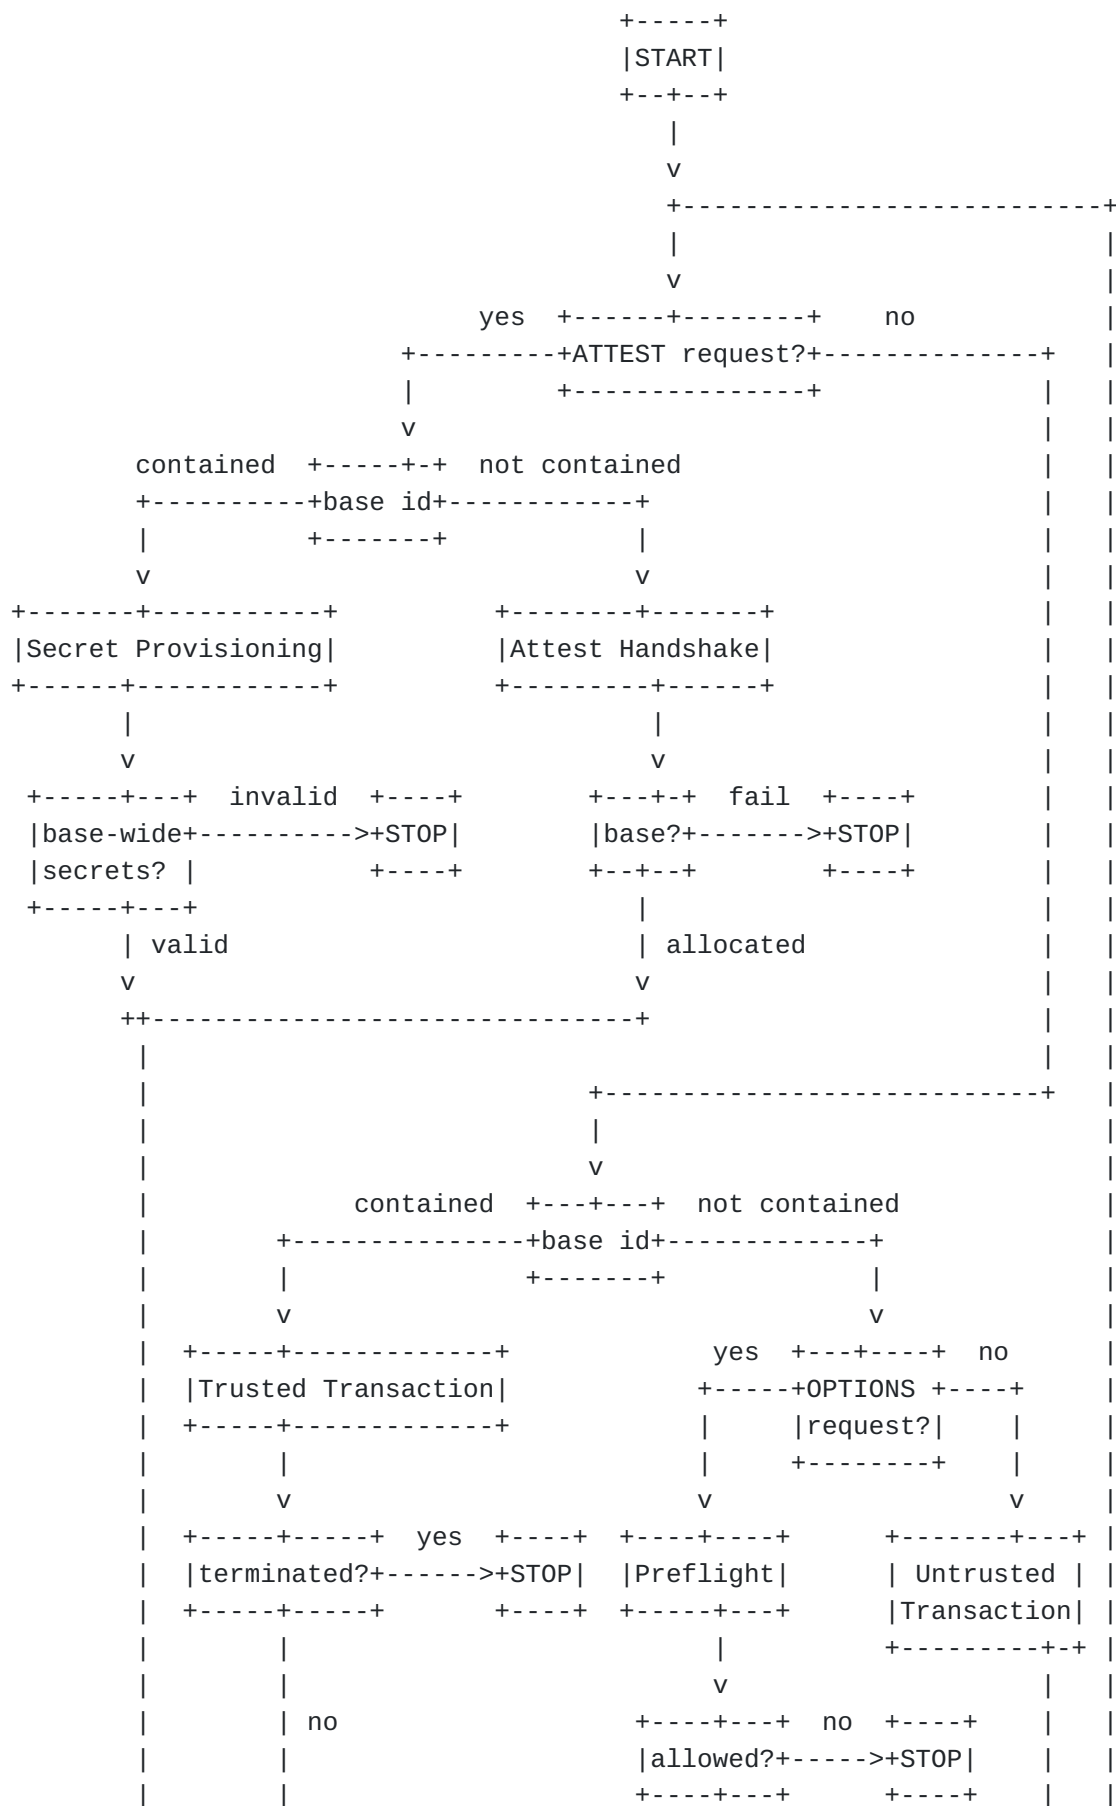 +-----+
                                       |START|
                                       +--+--+
                                          |
                                          v
                                          +---------------------------+
                                          |                           |
                                          v                           |
                              yes  +------+--------+    no            |
                         +---------+ATTEST request?+--------------+   |
                         |         +---------------+              |   |
                         v                                        |   |
        contained  +-----+-+  not contained                       |   |
        +----------+base id+------------+                         |   |
        |          +-------+            |                         |   |
        v                               v                         |   |
+-------+-----------+          +--------+-------+                 |   |
|Secret Provisioning|          |Attest Handshake|                 |   |
+------+------------+          +---------+------+                 |   |
       |                                 |                        |   |
       v                                 v                        |   |
 +-----+---+  invalid  +----+        +---+-+  fail  +----+        |   |
 |base-wide+---------->+STOP|        |base?+------->+STOP|        |   |
 |secrets? |           +----+        +--+--+        +----+        |   |
 +-----+---+                            |                         |   |
       | valid                          | allocated               |   |
       v                                v                         |   |
       ++-------------------------------+                         |   |
        |                                                         |   |
        |                            +----------------------------+   |
        |                            |                                |
        |                            v                                |
        |             contained  +---+---+  not contained             |
        |        +---------------+base id+-------------+              |
        |        |               +-------+             |              |
        |        v                                     v              |
        |  +-----+-------------+             yes  +---+----+  no      |
        |  |Trusted Transaction|            +-----+OPTIONS +----+     |
        |  +-----+-------------+            |     |request?|    |     |
        |        |                          |     +--------+    |     |
        |        v                          v                   v     |
        |  +-----+-----+  yes  +----+  +----+----+      +-------+---+ |
        |  |terminated?+------>+STOP|  |Preflight|      | Untrusted | |
        |  +-----+-----+       +----+  +-----+---+      |Transaction| |
        |        |                           |          +---------+-+ |
        |        |                           v                    |   |
        |        | no                   +----+---+  no  +----+    |   |
        |        |                      |allowed?+----->+STOP|    |   |
        |        |                      +----+---+      +----+    |   |